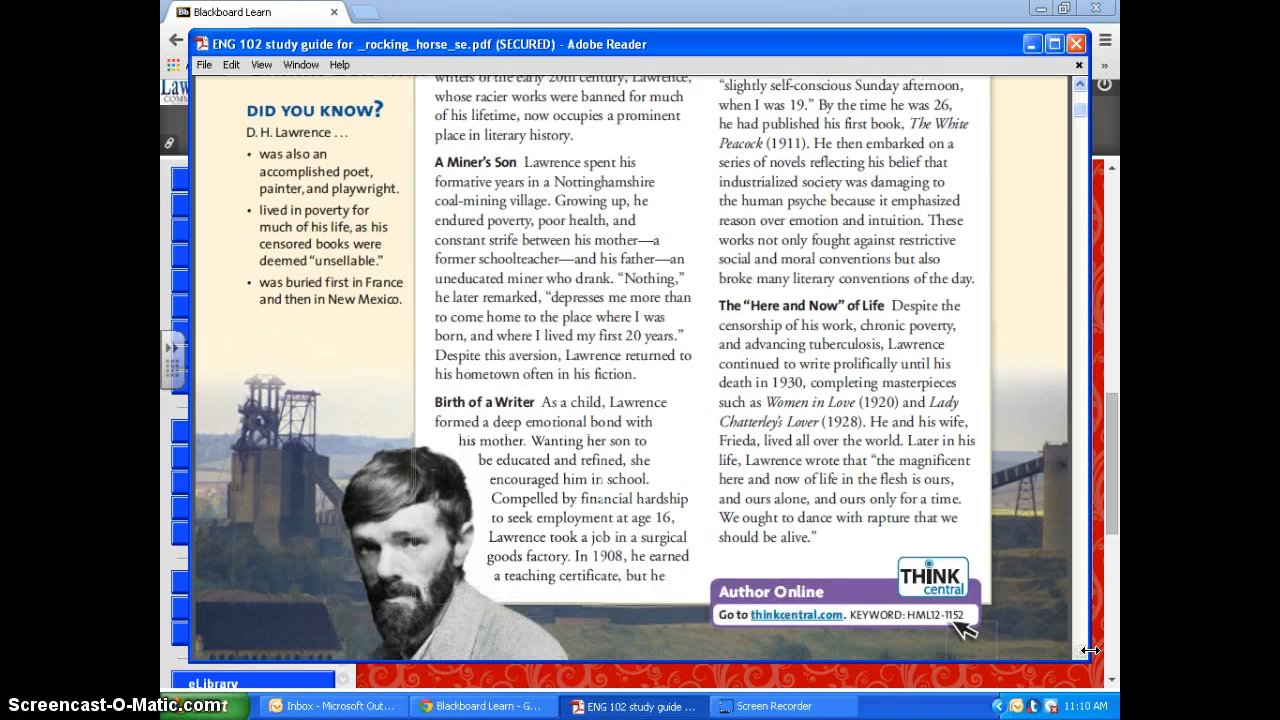 Blackboard Learn
ENG 102 study guide for _rocking_horse_se.pdf (SECURED) - Adobe Reader
File Edit View Window Help
DID YOU KNOW?
D. H. Lawrence . . .
• was also an
accomplished poet,
painter, and playwright.
• lived in poverty for
much of his life, as his
censored books were
deemed “unsellable.”
• was buried first in France
and then in New Mexico.
writers of the early 20th century, Lawrence,
whose racier works were banned for much
of his lifetime, now occupies a prominent
place in literary history.
A Miner’s Son Lawrence spent his
formative years in a Nottinghamshire
coal-mining village. Growing up, he
endured poverty, poor health, and
constant strife between his mother—a
former schoolteacher—and his father—an
uneducated miner who drank. “Nothing,”
he later remarked, “depresses me more than
to come home to the place where I was
born, and where I lived my first 20 years.”
Despite this aversion, Lawrence returned to
his hometown often in his fiction.
Birth of a Writer As a child, Lawrence
formed a deep emotional bond with
his mother. Wanting her son to
be educated and refined, she
encouraged him in school.
Compelled by financial hardship
to seek employment at age 16,
Lawrence took a job in a surgical
goods factory. In 1908, he earned
a teaching certificate, but he
“slightly self-conscious Sunday afternoon,
when I was 19.” By the time he was 26,
he had published his first book, The White
Peacock (1911). He then embarked on a
series of novels reflecting his belief that
industrialized society was damaging to
the human psyche because it emphasized
reason over emotion and intuition. These
works not only fought against restrictive
social and moral conventions but also
broke many literary conventions of the day.
The “Here and Now” of Life Despite the
censorship of his work, chronic poverty,
and advancing tuberculosis, Lawrence
continued to write prolifically until his
death in 1930, completing masterpieces
such as Women in Love (1920) and Lady
Chatterley’s Lover (1928). He and his wife,
Frieda, lived all over the world. Later in his
life, Lawrence wrote that “the magnificent
here and now of life in the flesh is ours,
and ours alone, and ours only for a time.
We ought to dance with rapture that we
should be alive.”
THINK
central
Author Online
Go to thinkcentral.com. KEYWORD: HML12-1152
eLibrary
Screencast-O-Matic.com
Inbox - Microsoft Out...
Blackboard Learn - G...
ENG 102 study guide ...
Screen Recorder
11:10 AM